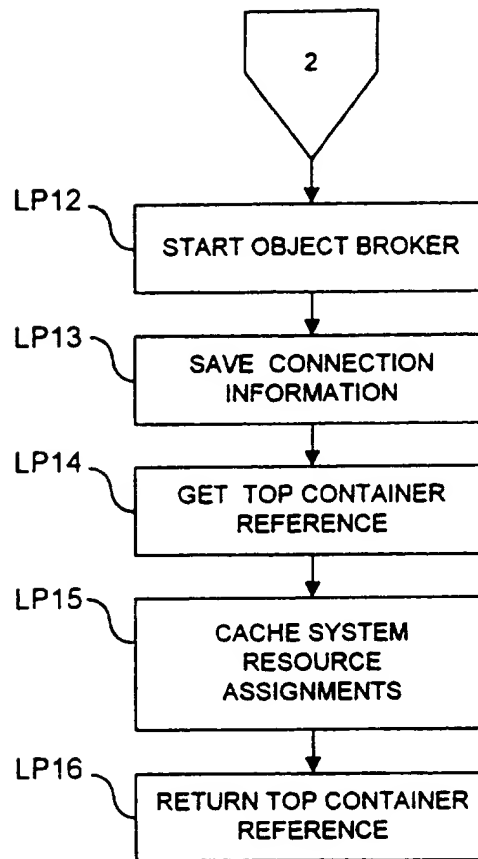 2
LP12
START OBJECT BROKER
LP13
SAVE CONNECTION
INFORMATION
LP14
GET TOP CONTAINER
REFERENCE
LP15
CACHE SYSTEM
RESOURCE
ASSIGNMENTS
LP16
RETURN TOP CONTAINER
REFERENCE